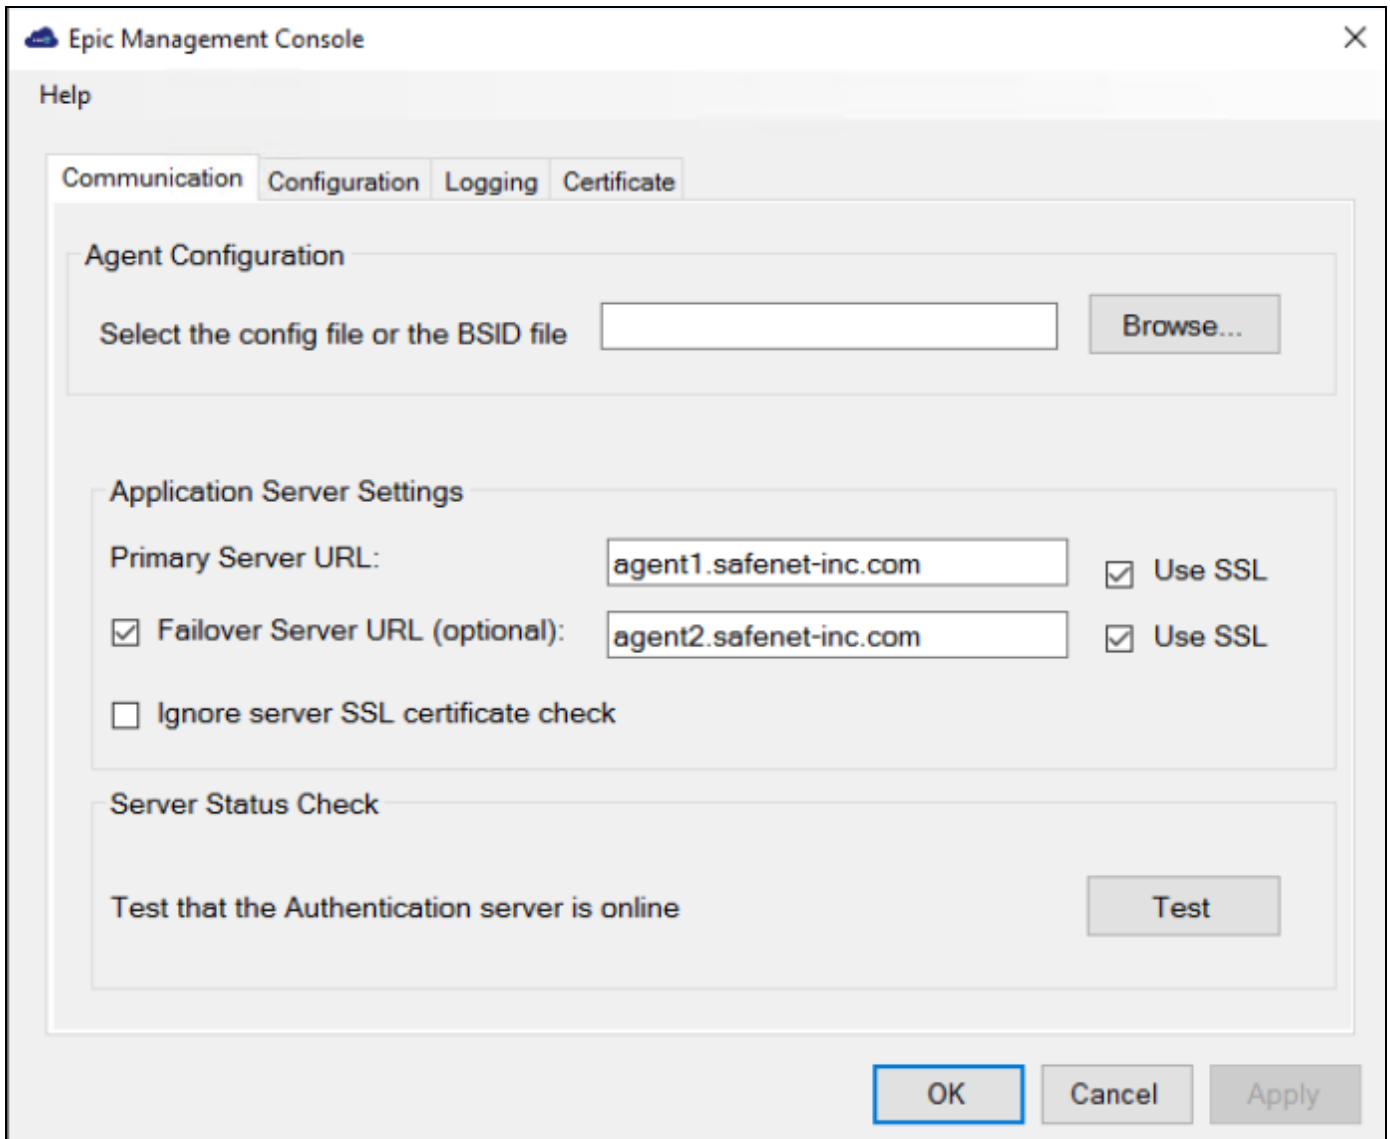 Epic Management Console
Help
Communication Configuration Logging Certificate
Agent Configuration
Select the config file or the BSID file Browse...
Application Server Settings
Primary Server URL: agent1.safenet-inc.com Use SSL
Failover Server URL (optional): agent2.safenet-inc.com Use SSL
Ignore server SSL certificate check
Server Status Check
Test that the Authentication server is online Test
OK Cancel Apply